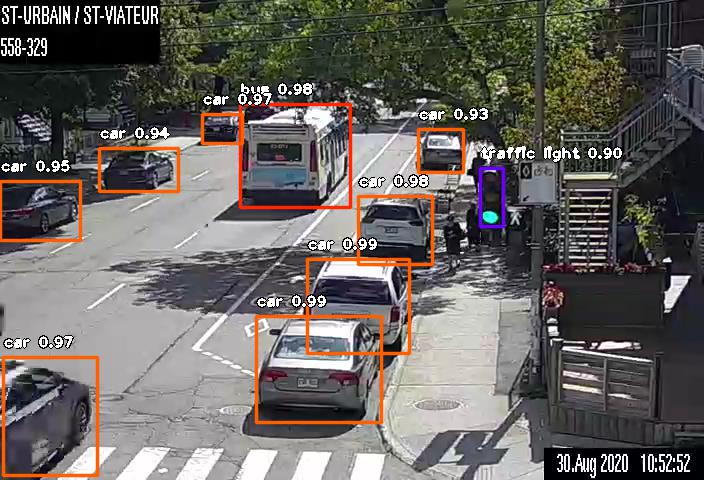 ST-URBAIN / ST-VIATEUR
558-329
bus 0.98
car 0.97
car 0.93
car 0.94
traffic light 0.90
car 0.95
car 0.98
car 0.99
car 0.99
car 0.97
30.Aug 2020 10:52:52